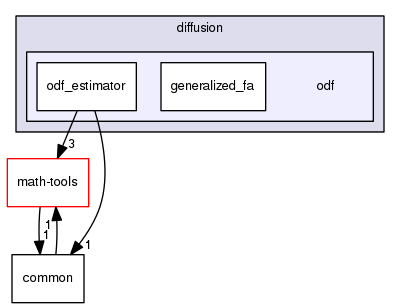 diffusion
odf_estimator
generalized_fa
odf
3
math-tools
1
1
1
common